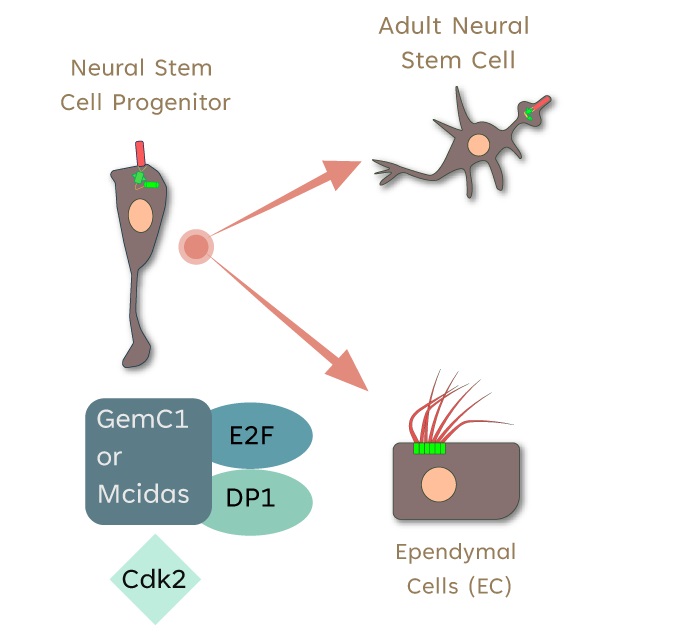 Adult Neural
Stem Cell
Neural Stem
Cell Progenitor
GemC1
or
Mcidas
E2F
DP1
Cdk2
Ependymal
Cells (EC)